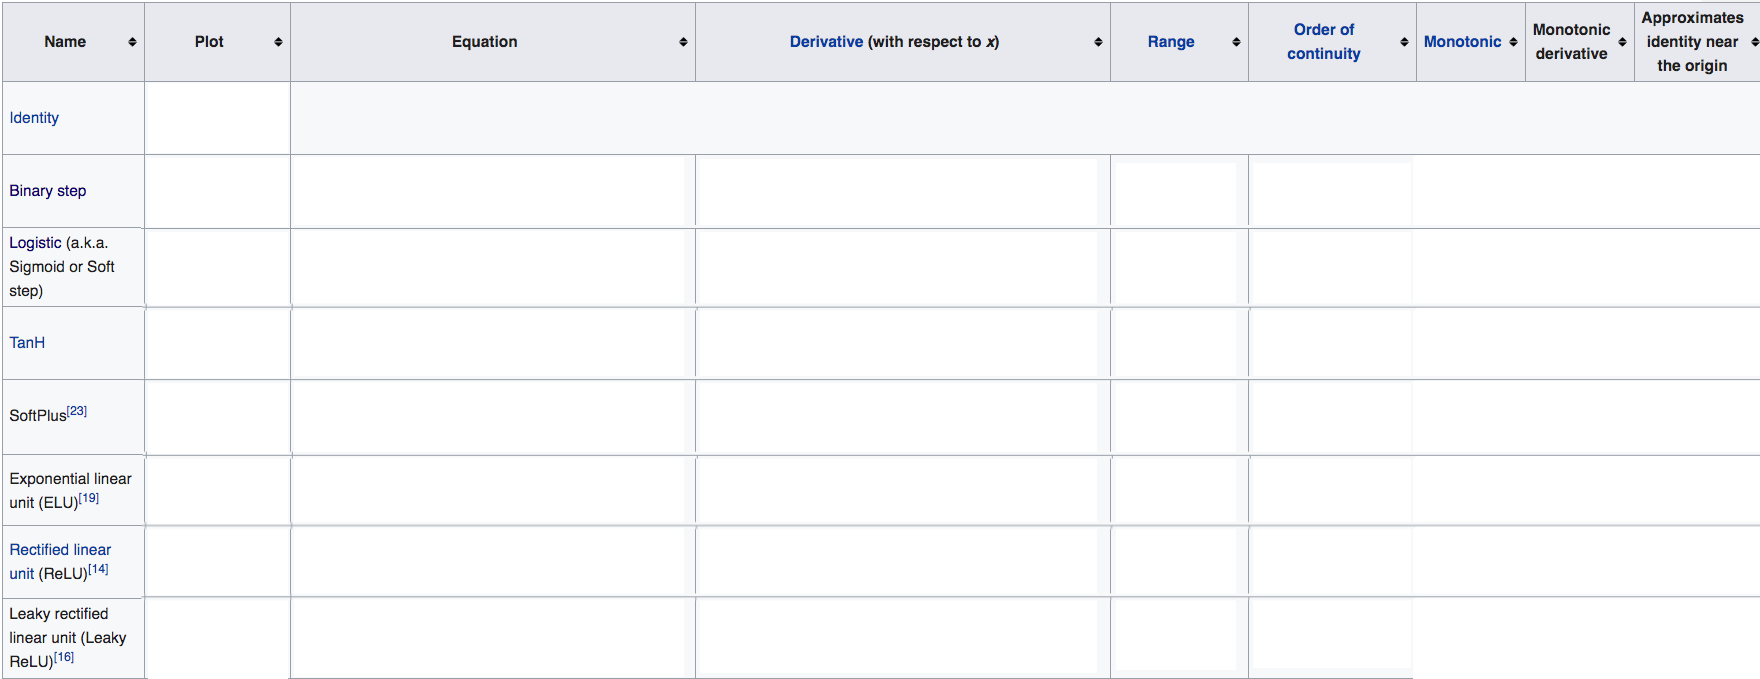 Name
Plot
Equation
Derivative (with respect to x)
Range
Order of
continuity
Monotonic
Monotonic
derivative
Approximates
identity near
the origin
Identity
Binary step
Logistic (a.k.a.
Sigmoid or Soft
step)
TanH
SoftPlus[23]
Exponential linear
unit (ELU)[19]
Rectified linear
unit (ReLU)[14]
Leaky rectified
linear unit (Leaky
ReLU)[16]